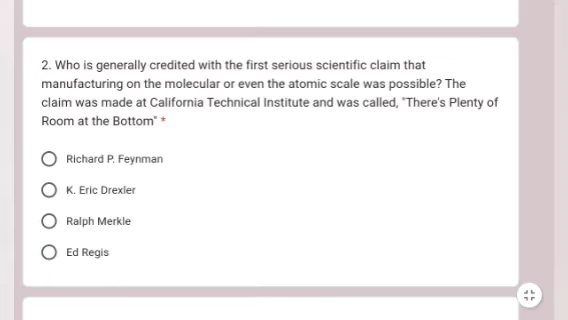 2. Who is generally credited with the first serious scientific claim that
manufacturing on the molecular or even the atomic scale was possible? The
claim was made at California Technical Institute and was called, "There's Plenty of
Room at the Bottom" *
Richard P. Feynman
K. Eric Drexler
Ralph Merkle
Ed Regis